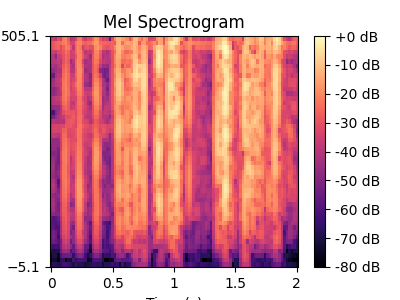 Mel Spectrogram
505.1
-5.1
0
0.5
1
1.5
2
+0 dB
-10 dB
-20 dB
-30 dB
-40 dB
-50 dB
-60 dB
-70 dB
-80 dB